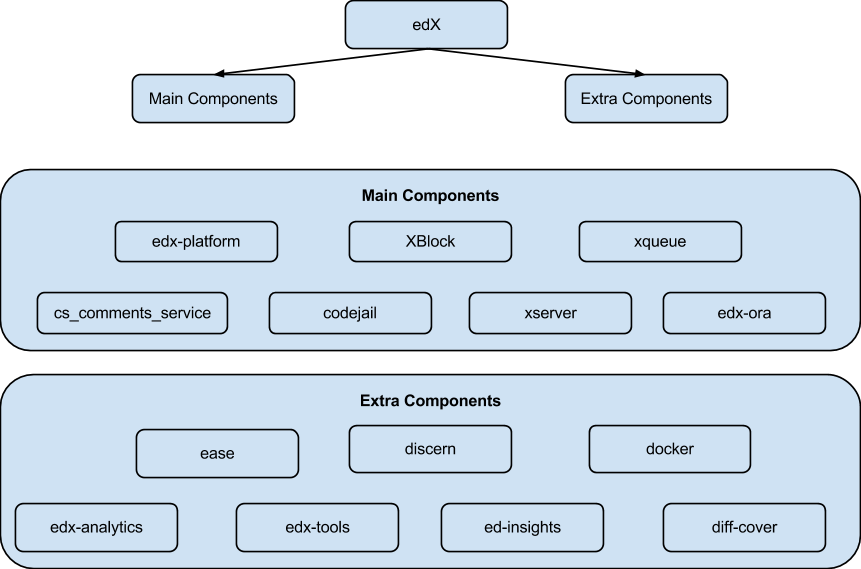 edX
Main Components
Extra Components
Main Components
edx-platform
XBlock
xqueue
cs_comments_service
codejail
xserver
edx-ora
Extra Components
ease
discern
docker
edx-analytics
edx-tools
ed-insights
diff-cover